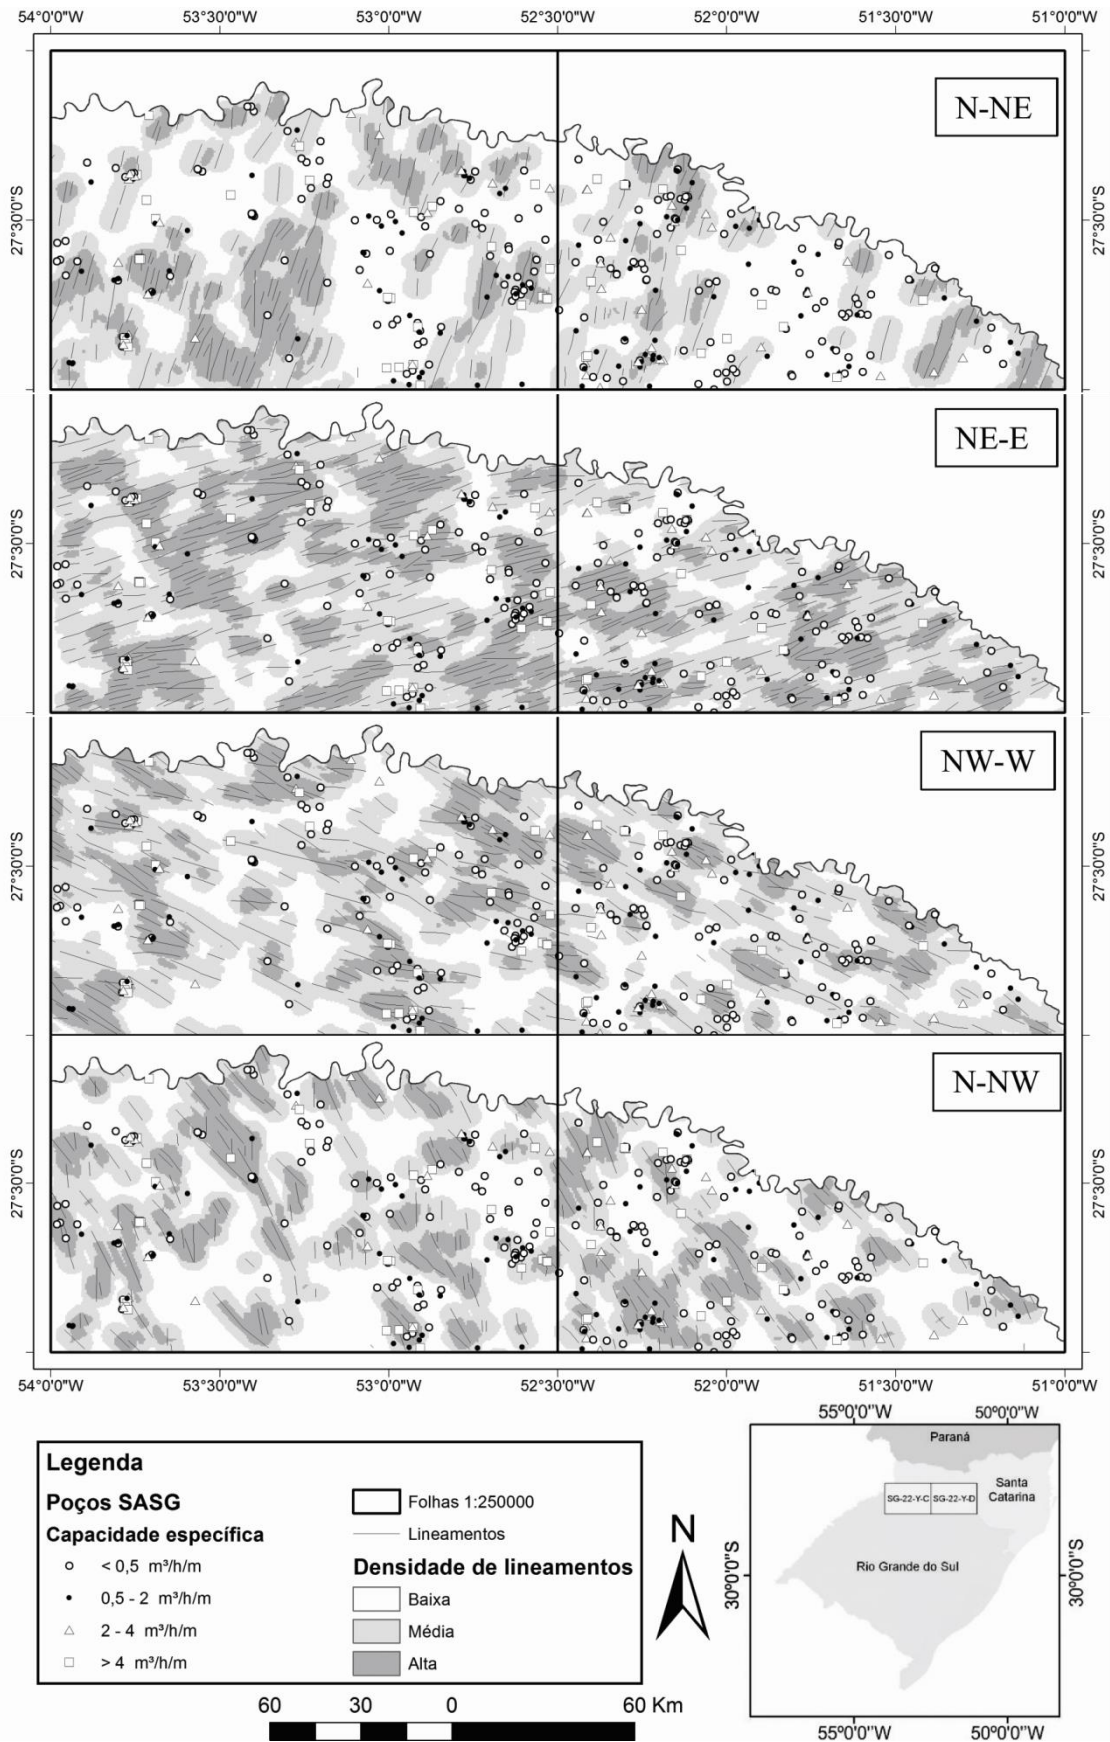 54°0'0"W 53°30'0"W 53°0'0"W 52°30'0"W 52°0'0"W 51°30'0"W 51°0'0"W
N-NE
27°30'0"S 27°30'0"S
NE-E
27°30'0"S 27°30'0"S
NW-W
27°30'0"S 27°30'0"S
N-NW
27°30'0"S 27°30'0"S
54°0'0"W 53°30'0"W 53°0'0"W 52°30'0"W 52°0'0"W 51°30'0"W 51°0'0"W
Legenda
Poços SASG
Capacidade específica
< 0,5 m³/h/m
0,5 - 2 m³/h/m
2 - 4 m³/h/m
> 4 m³/h/m
Folhas 1:250000
Lineamentos
Densidade de lineamentos
Baixa
Média
Alta
60 30 0 60 Km
N
55°0'0"W 50°0'0"W
Paraná
Santa
Catarina
SG-22-Y-C SG-22-Y-D
Rio Grande do Sul
30°0'0"S 30°0'0"S
55°0'0"W 50°0'0"W